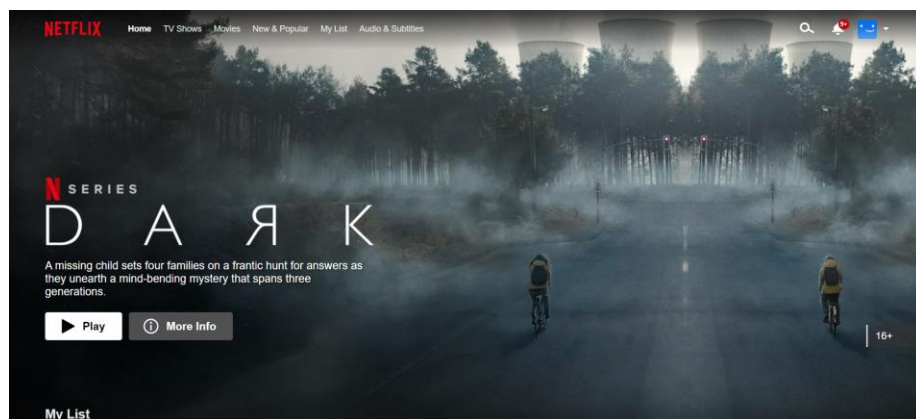 NETFLIX Home TV Shows Movies New & Popular My List Audio & Subtitles 9+
N SERIES
DAЯK
A missing child sets four families on a frantic hunt for answers as
they unearth a mind-bending mystery that spans three
generations.
Play More Info
16+
My List